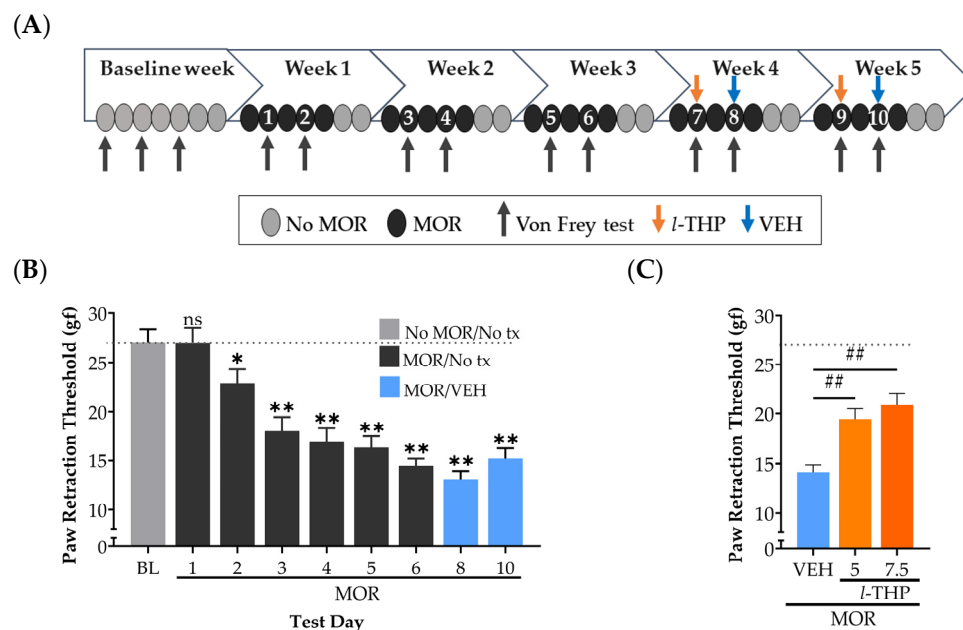 (A)
Baseline week Week 1 Week 2 Week 3 Week 4 Week 5
1 2 3 4 5 6 7 8 9 10
No MOR MOR Von Frey test l-THP VEH
(B)
Paw Retraction Threshold (gf)
30
25
20
15
10
0
ns * ** ** ** ** ** **
No MOR/No tx
MOR/No tx
MOR/VEH
BL 1 2 3 4 5 6 8 10
MOR
Test Day
(C)
Paw Retraction Threshold (gf)
30
25
20
15
10
0
##
##
VEH 5 7.5
l-THP
MOR